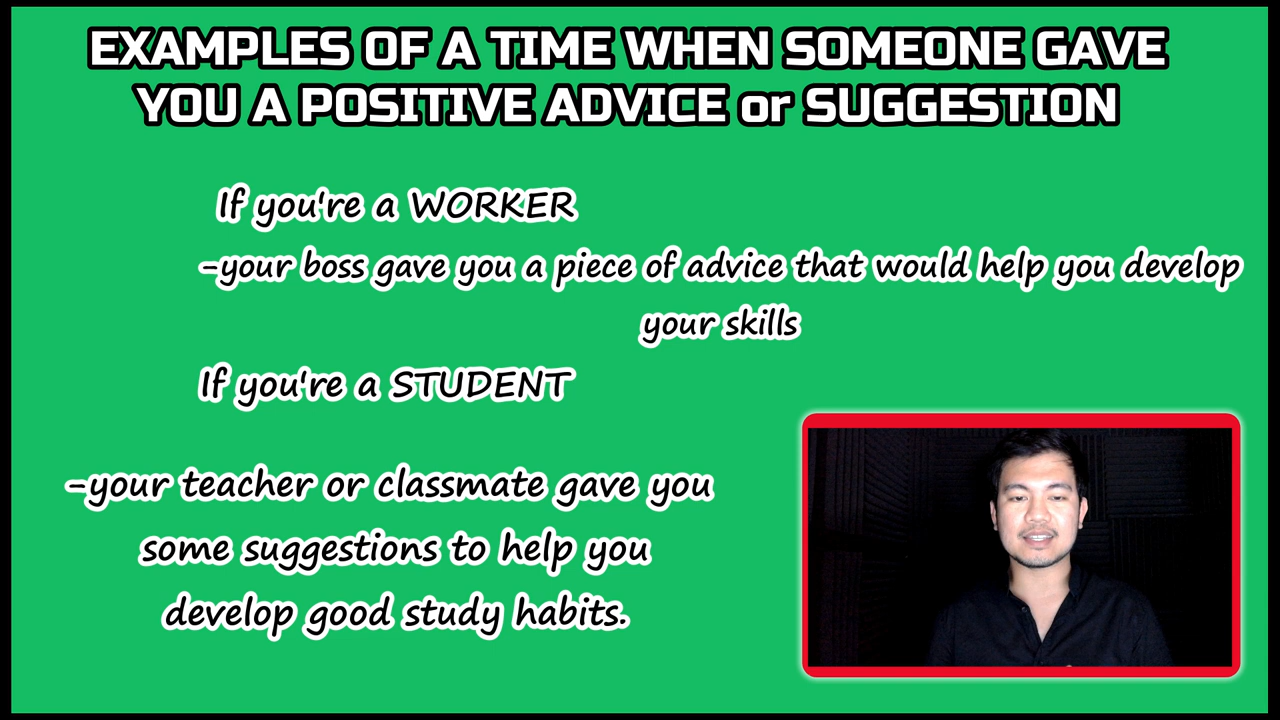 EXAMPLES OF A TIME WHEN SOMEONE GAVE
YOU A POSITIVE ADVICE or SUGGESTION
If you're a WORKER
-your boss gave you a piece of advice that would help you develop
your skills
If you're a STUDENT
-your teacher or classmate gave you
some suggestions to help you
develop good study habits.